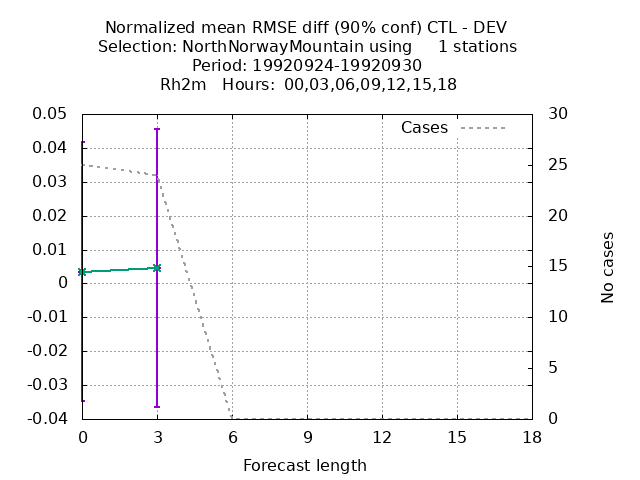 Normalized mean RMSE diff (90% conf) CTL - DEV
Selection: NorthNorwayMountain using 1 stations
Period: 19920924-19920930
Rh2m Hours: 00,03,06,09,12,15,18
Cases
0.05
0.04
0.03
0.02
0.01
0
-0.01
-0.02
-0.03
-0.04
30
25
20
15
10
5
0
No cases
0 3 6 9 12 15 18
Forecast length